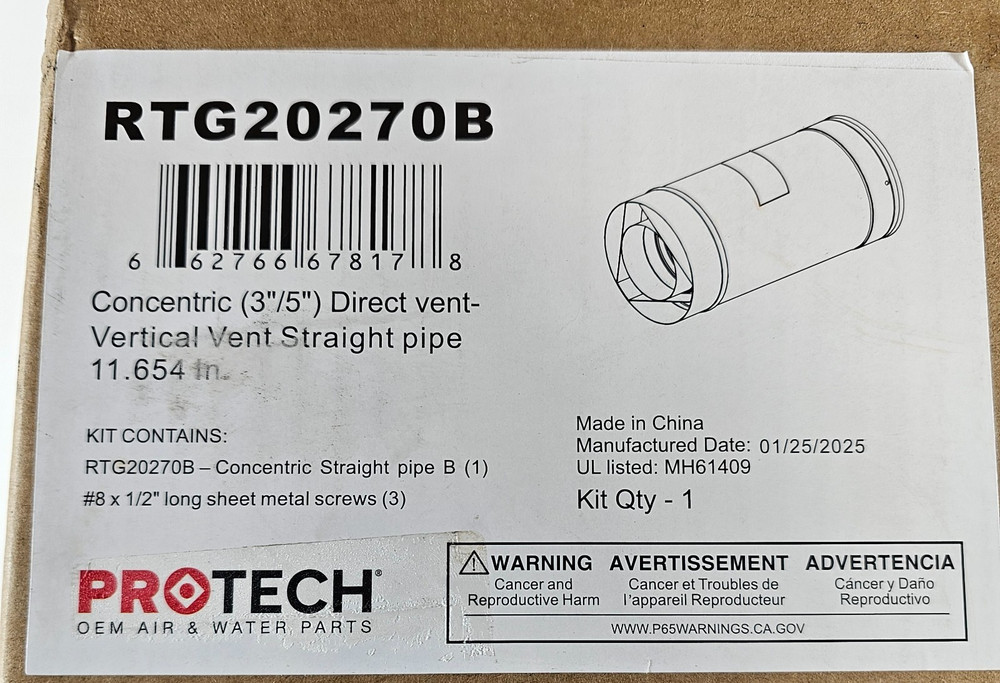 RTG20270B
6 62766 67817 8
Concentric (3"/5") Direct vent-
Vertical Vent Straight pipe
11.654 In.
KIT CONTAINS:
RTG20270B – Concentric Straight pipe B (1)
#8 x 1/2" long sheet metal screws (3)
Made in China
Manufactured Date: 01/25/2025
UL listed: MH61409
Kit Qty - 1
PROTECH®
OEM AIR & WATER PARTS
⚠ WARNING AVERTISSEMENT ADVERTENCIA
Cancer and Cancer et Troubles de Cáncer y Daño
Reproductive Harm l'appareil Reproducteur Reproductivo
WWW.P65WARNINGS.CA.GOV